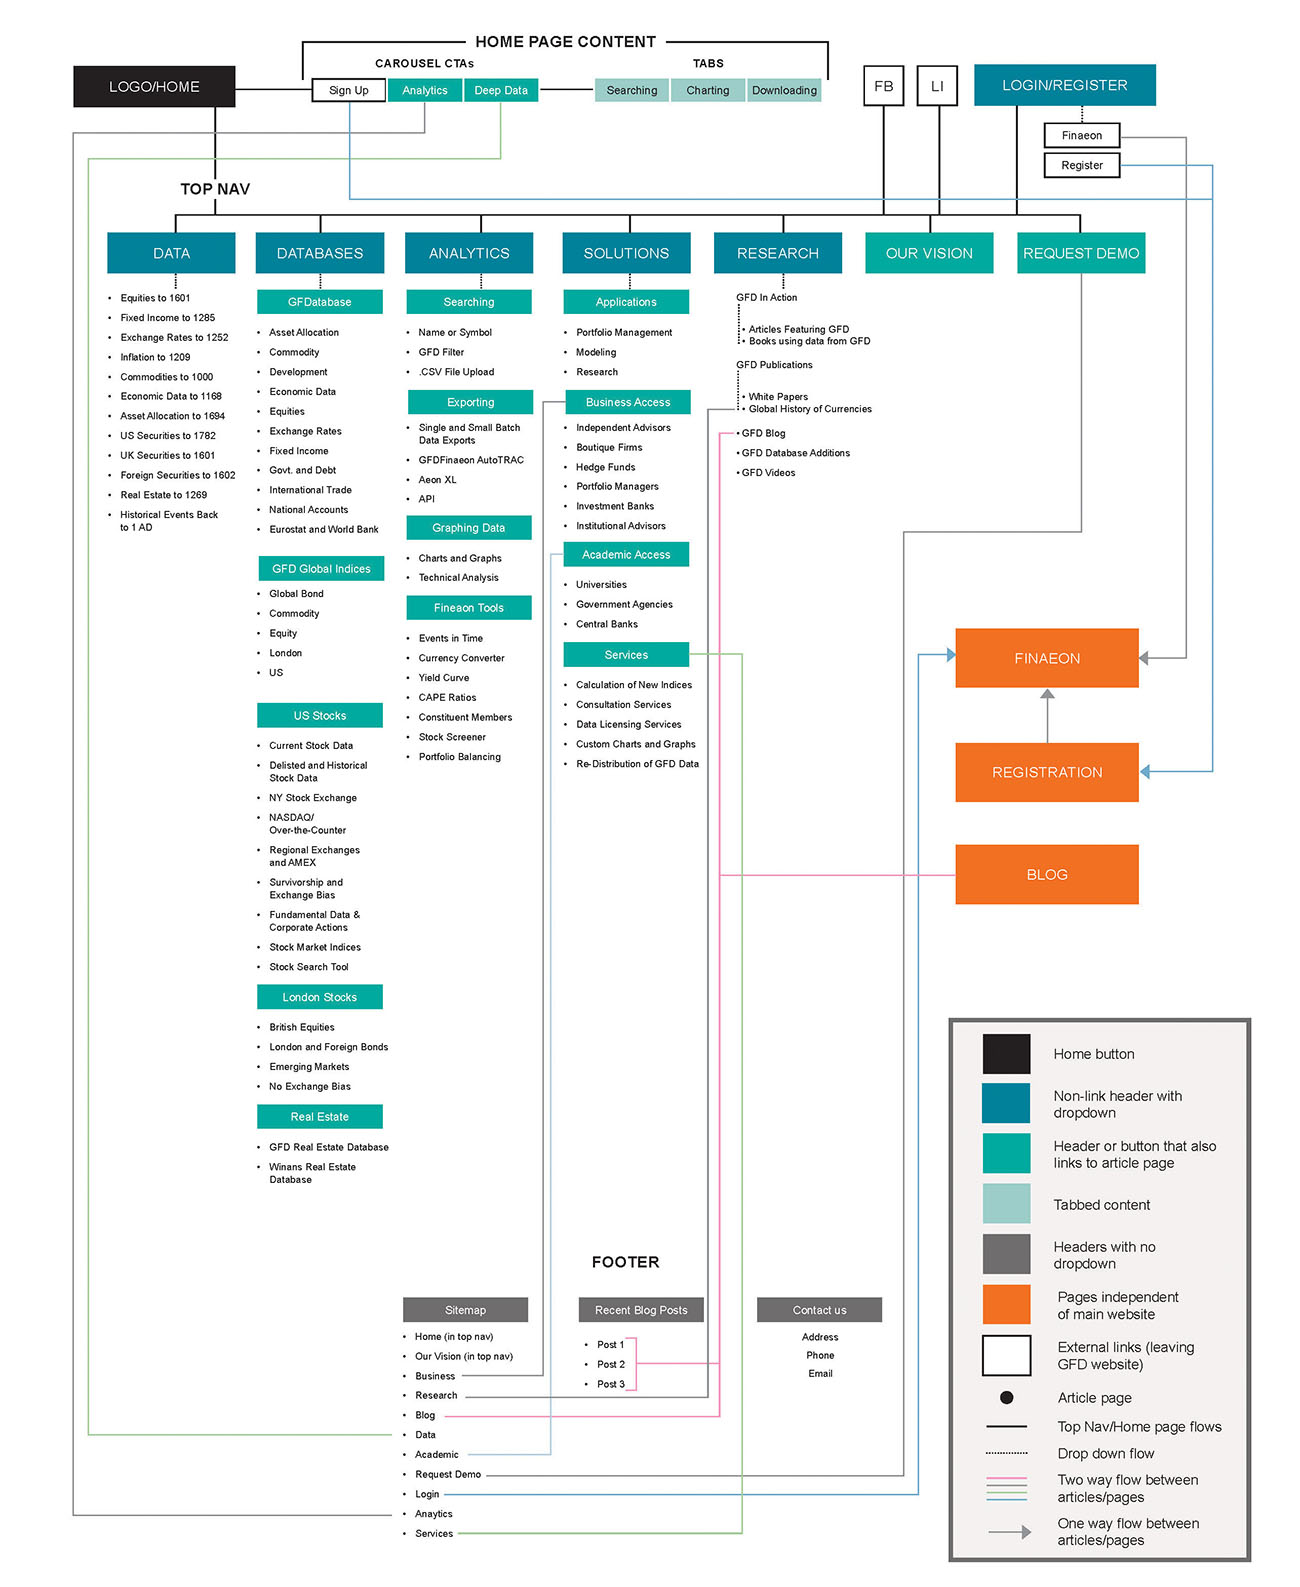 HOME PAGE CONTENT
CAROUSEL CTAs
TABS
LOGO/HOME
Sign Up
Analytics
Deep Data
Searching
Charting
Downloading
FB
LI
LOGIN/REGISTER
Finaeon
Register
TOP NAV
DATA
DATABASES
ANALYTICS
SOLUTIONS
RESEARCH
OUR VISION
REQUEST DEMO
• Equities to 1601
• Fixed Income to 1285
• Exchange Rates to 1252
• Inflation to 1209
• Commodities to 1000
• Economic Data to 1168
• Asset Allocation to 1694
• US Securities to 1782
• UK Securities to 1601
• Foreign Securities to 1602
• Real Estate to 1269
• Historical Events Back
to 1 AD
GFDatabase
• Asset Allocation
• Commodity
• Development
• Economic Data
• Equities
• Exchange Rates
• Fixed Income
• Govt. and Debt
• International Trade
• National Accounts
• Eurostat and World Bank
GFD Global Indices
• Global Bond
• Commodity
• Equity
• London
• US
US Stocks
• Current Stock Data
• Delisted and Historical
Stock Data
• NY Stock Exchange
• NASDAQ/
Over-the-Counter
• Regional Exchanges
and AMEX
• Survivorship and
Exchange Bias
• Fundamental Data &
Corporate Actions
• Stock Market Indices
• Stock Search Tool
London Stocks
• British Equities
• London and Foreign Bonds
• Emerging Markets
• No Exchange Bias
Real Estate
• GFD Real Estate Database
• Winans Real Estate
Database
Searching
• Name or Symbol
• GFD Filter
• .CSV File Upload
Exporting
• Single and Small Batch
Data Exports
• GFDFinaeon AutoTRAC
• Aeon XL
• API
Graphing Data
• Charts and Graphs
• Technical Analysis
Fineaon Tools
• Events in Time
• Currency Converter
• Yield Curve
• CAPE Ratios
• Constituent Members
• Stock Screener
• Portfolio Balancing
Applications
• Portfolio Management
• Modeling
• Research
Business Access
• Independent Advisors
• Boutique Firms
• Hedge Funds
• Portfolio Managers
• Investment Banks
• Institutional Advisors
Academic Access
• Universities
• Government Agencies
• Central Banks
Services
• Calculation of New Indices
• Consultation Services
• Data Licensing Services
• Custom Charts and Graphs
• Re-Distribution of GFD Data
GFD In Action
• Articles Featuring GFD
• Books using data from GFD
GFD Publications
• White Papers
• Global History of Currencies
• GFD Blog
• GFD Database Additions
• GFD Videos
FINAEON
REGISTRATION
BLOG
FOOTER
Sitemap
• Home (in top nav)
• Our Vision (in top nav)
• Business
• Research
• Blog
• Data
• Academic
• Request Demo
• Login
• Anaytics
• Services
Recent Blog Posts
• Post 1
• Post 2
• Post 3
Contact us
Address
Phone
Email
Home button
Non-link header with
dropdown
Header or button that also
links to article page
Tabbed content
Headers with no
dropdown
Pages independent
of main website
External links (leaving
GFD website)
Article page
Top Nav/Home page flows
Drop down flow
Two way flow between
articles/pages
One way flow between
articles/pages